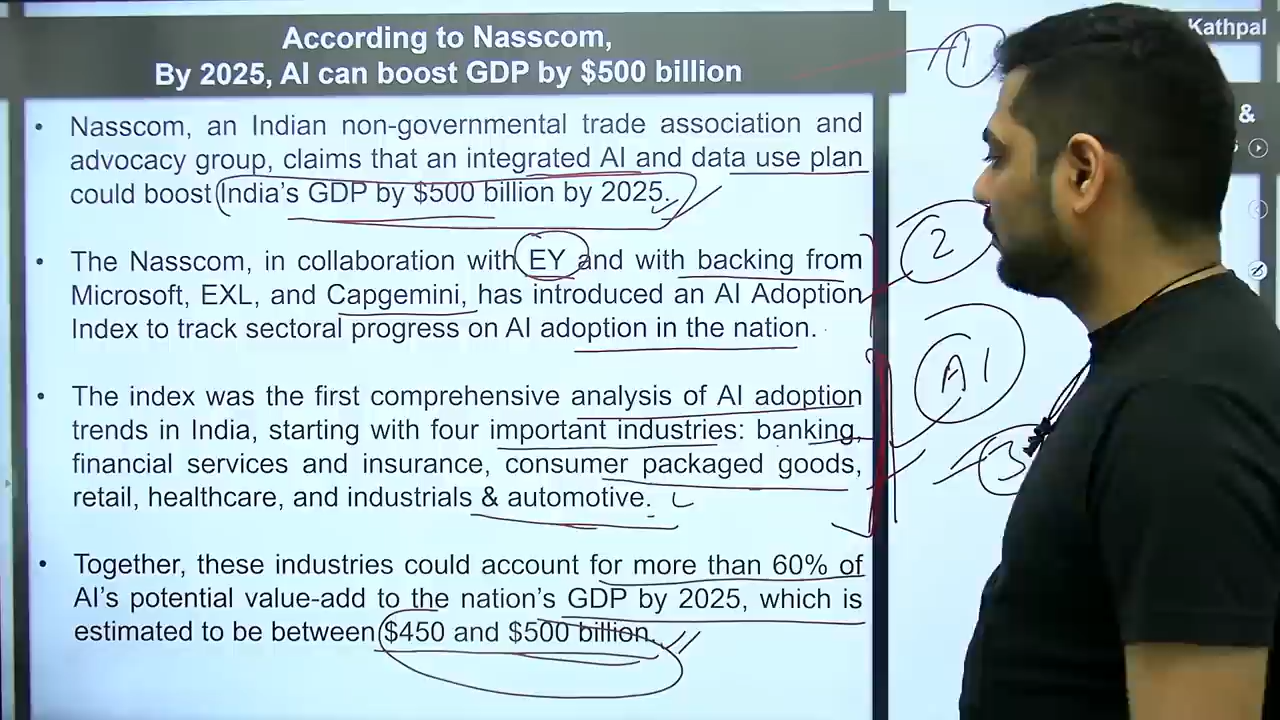 According to Nasscom,
By 2025, AI can boost GDP by $500 billion
Kathpal
&
1
• Nasscom, an Indian non-governmental trade association and
advocacy group, claims that an integrated AI and data use plan
could boost India's GDP by $500 billion by 2025.
2
• The Nasscom, in collaboration with EY and with backing from
Microsoft, EXL, and Capgemini, has introduced an AI Adoption
Index to track sectoral progress on AI adoption in the nation.
AI
• The index was the first comprehensive analysis of AI adoption
trends in India, starting with four important industries: banking,
financial services and insurance, consumer packaged goods,
retail, healthcare, and industrials & automotive.
3
• Together, these industries could account for more than 60% of
AI's potential value-add to the nation's GDP by 2025, which is
estimated to be between $450 and $500 billion.